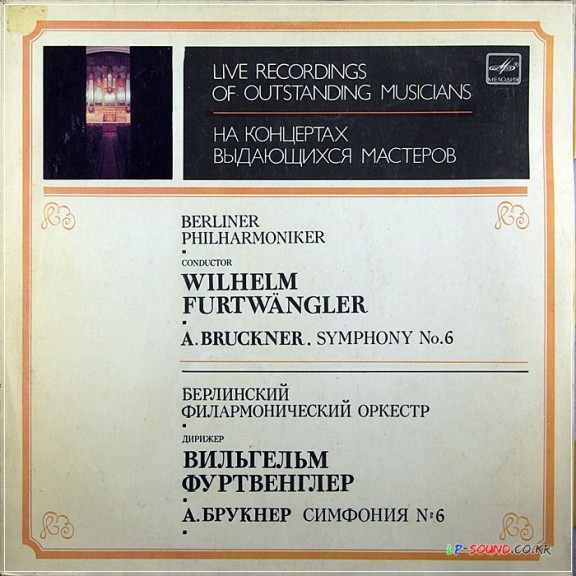 LIVE RECORDINGS
OF OUTSTANDING MUSICIANS
МЕЛОДИЯ
НА КОНЦЕРТАХ
ВЫДАЮЩИХСЯ МАСТЕРОВ
BERLINER
PHILHARMONIKER
CONDUCTOR
WILHELM
FURTWÄNGLER
A.BRUCKNER. SYMPHONY No.6
БЕРЛИНСКИЙ
ФИЛАРМОНИЧЕСКИЙ ОРКЕСТР
ДИРИЖЕР
ВИЛЬГЕЛЬМ
ФУРТВЕНГЛЕР
А.БРУКНЕР СИМФОНИЯ №6
LP-SOUND.CO.KR